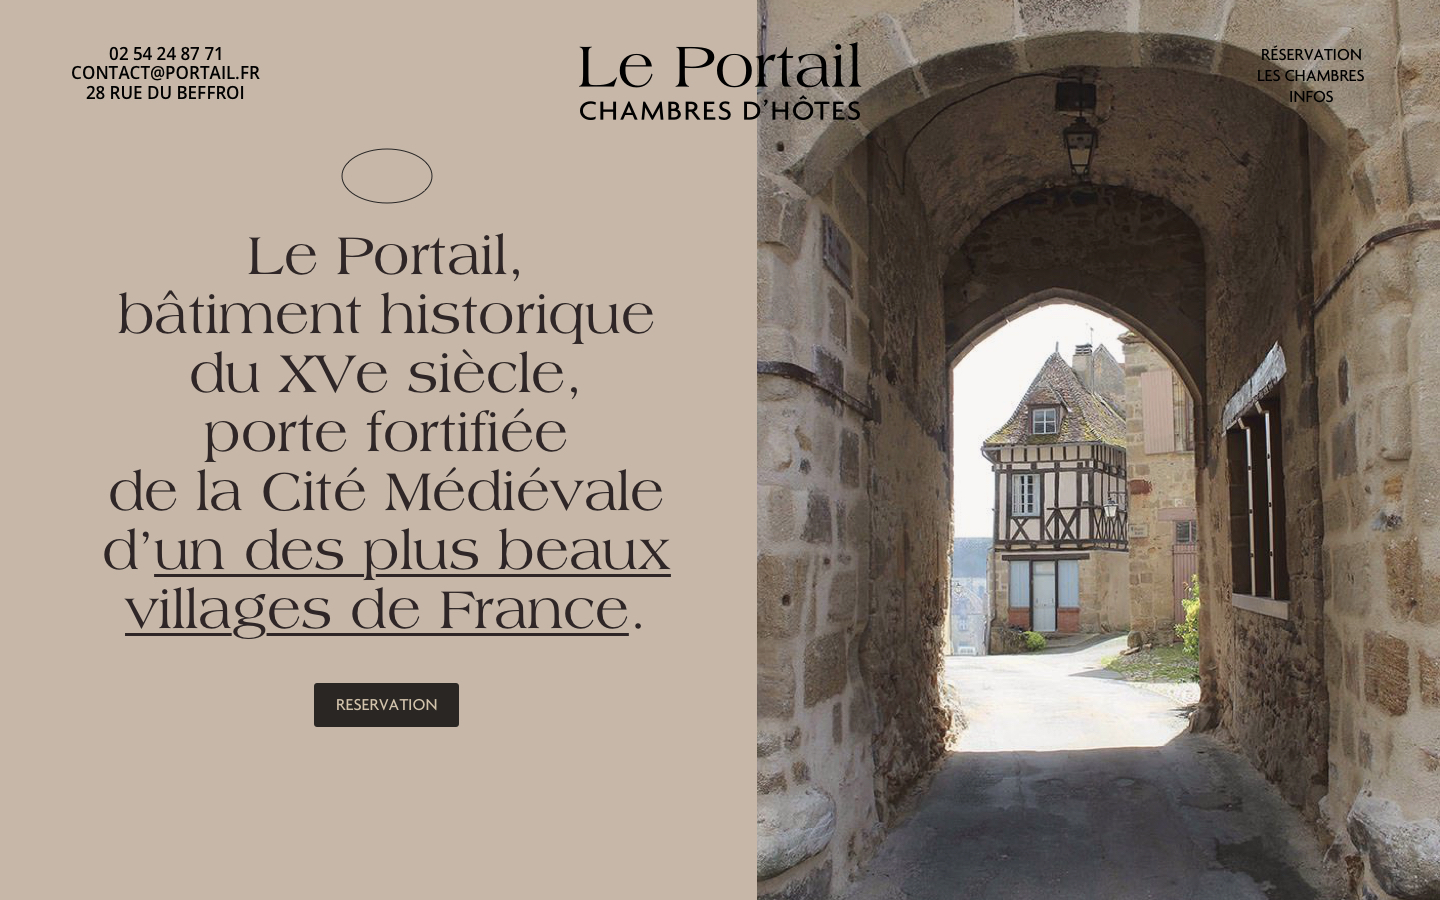 02 54 24 87 71
CONTACT@PORTAIL.FR
28 RUE DU BEFFROI
Le Portail
CHAMBRES D’HÔTES
RÉSERVATION
LES CHAMBRES
INFOS
Le Portail,
bâtiment historique
du XVe siècle,
porte fortifiée
de la Cité Médiévale
d’un des plus beaux
villages de France.
RESERVATION